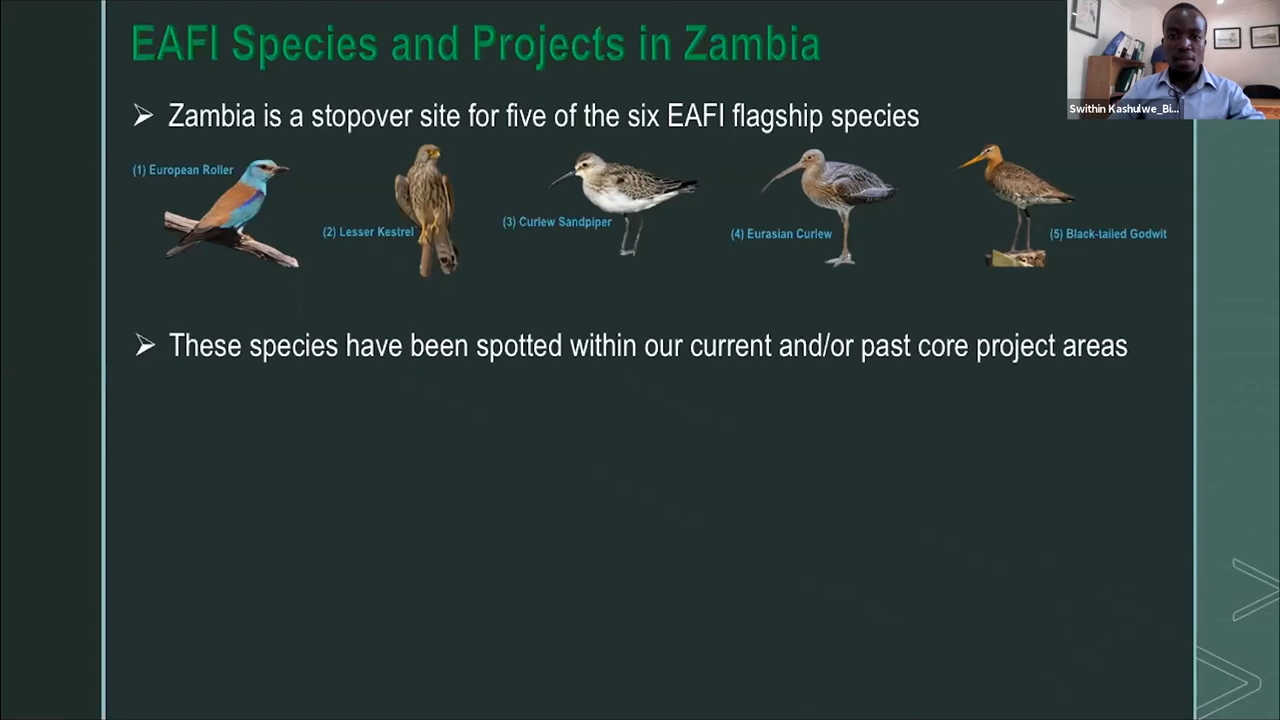 EAFI Species and Projects in Zambia
Swithin Kashulwe_Bi...
Zambia is a stopover site for five of the six EAFI flagship species
(1) European Roller
(2) Lesser Kestrel
(3) Curlew Sandpiper
(4) Eurasian Curlew
(5) Black-tailed Godwit
These species have been spotted within our current and/or past core project areas